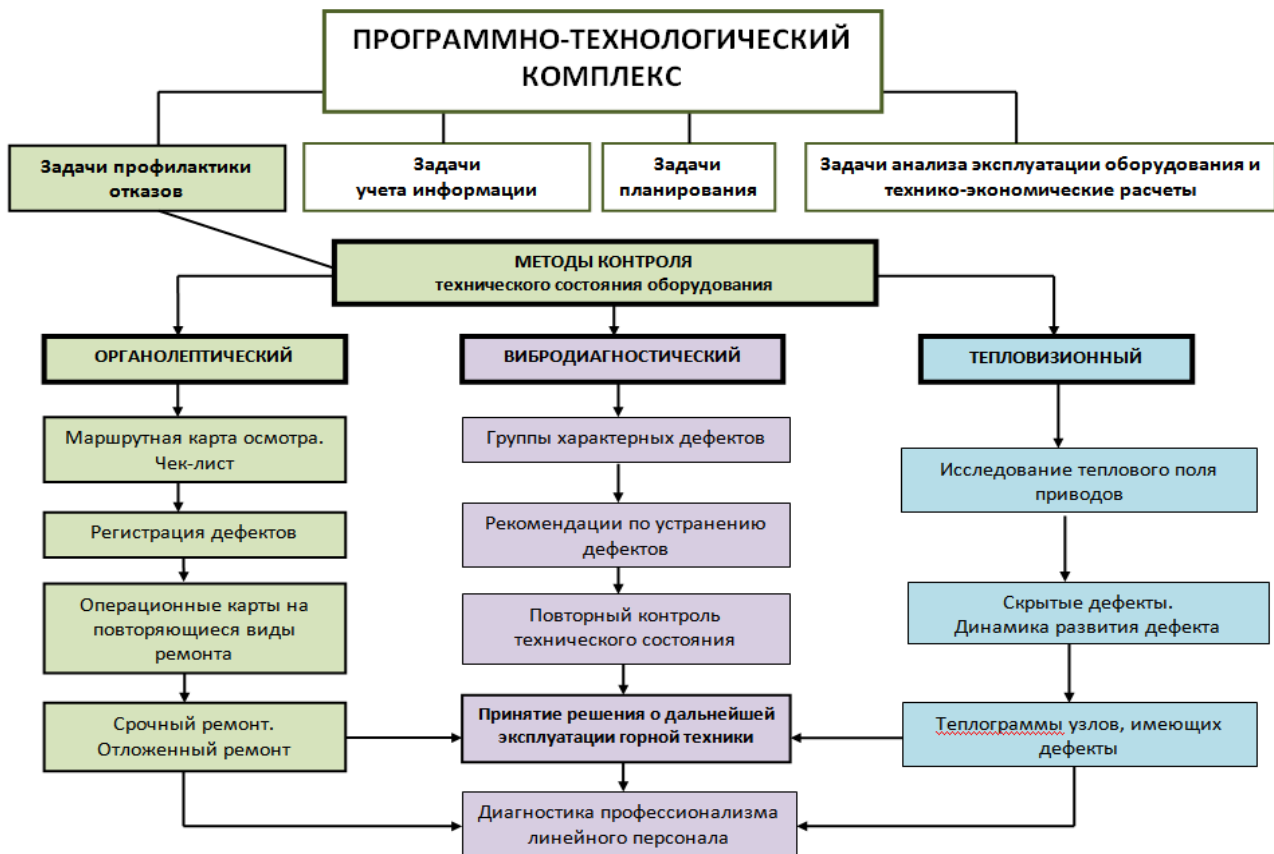 ПРОГРАММНО-ТЕХНОЛОГИЧЕСКИЙ
КОМПЛЕКС
Задачи профилактики
отказов
Задачи
учета информации
Задачи
планирования
Задачи анализа эксплуатации оборудования и
технико-экономические расчеты
МЕТОДЫ КОНТРОЛЯ
технического состояния оборудования
ОРГАНОЛЕПТИЧЕСКИЙ
Маршрутная карта осмотра.
Чек-лист
Регистрация дефектов
Операционные карты на
повторяющиеся виды
ремонта
Срочный ремонт.
Отложенный ремонт
ВИБРОДИАГНОСТИЧЕСКИЙ
Группы характерных дефектов
Рекомендации по устранению
дефектов
Повторный контроль
технического состояния
Принятие решения о дальнейшей
эксплуатации горной техники
Диагностика профессионализма
линейного персонала
ТЕПЛОВИЗИОННЫЙ
Исследование теплового поля
приводов
Скрытые дефекты.
Динамика развития дефекта
Теплограммы узлов, имеющих
дефекты